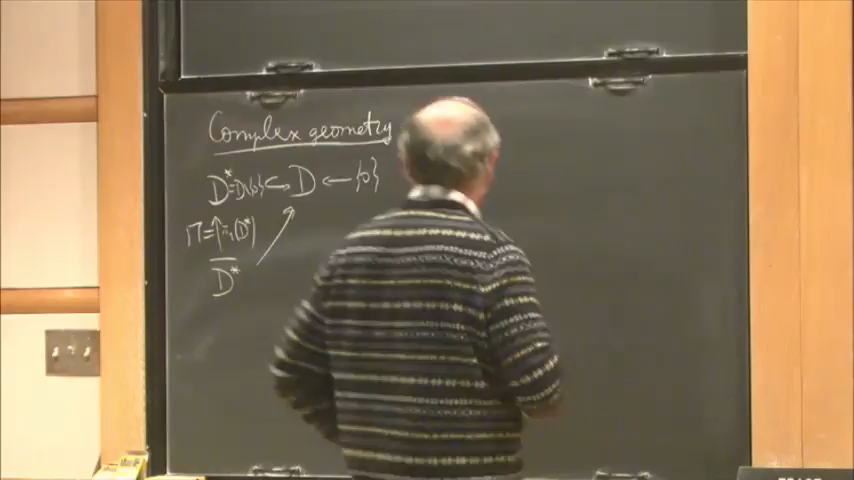 Complex geometry
D* = D\{0} ↪ D ← {0}
Π = ↑ π₁(D*)
D̅*